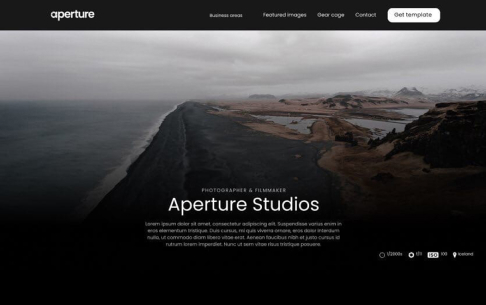 aperture
Business areas
Featured images
Gear cage
Contact
Get template
PHOTOGRAPHER & FILMMAKER
Aperture Studios
Lorem ipsum dolor sit amet, consectetur adipiscing elit. Suspendisse varius enim in
eros elementum tristique. Duis cursus, mi quis viverra ornare, eros dolor interdum
nulla, ut commodo diam libero vitae erat. Aenean faucibus nibh et justo cursus id
rutrum lorem imperdiet. Nunc ut sem vitae risus tristique posuere.
1/2000s
f/11
ISO 100
Iceland